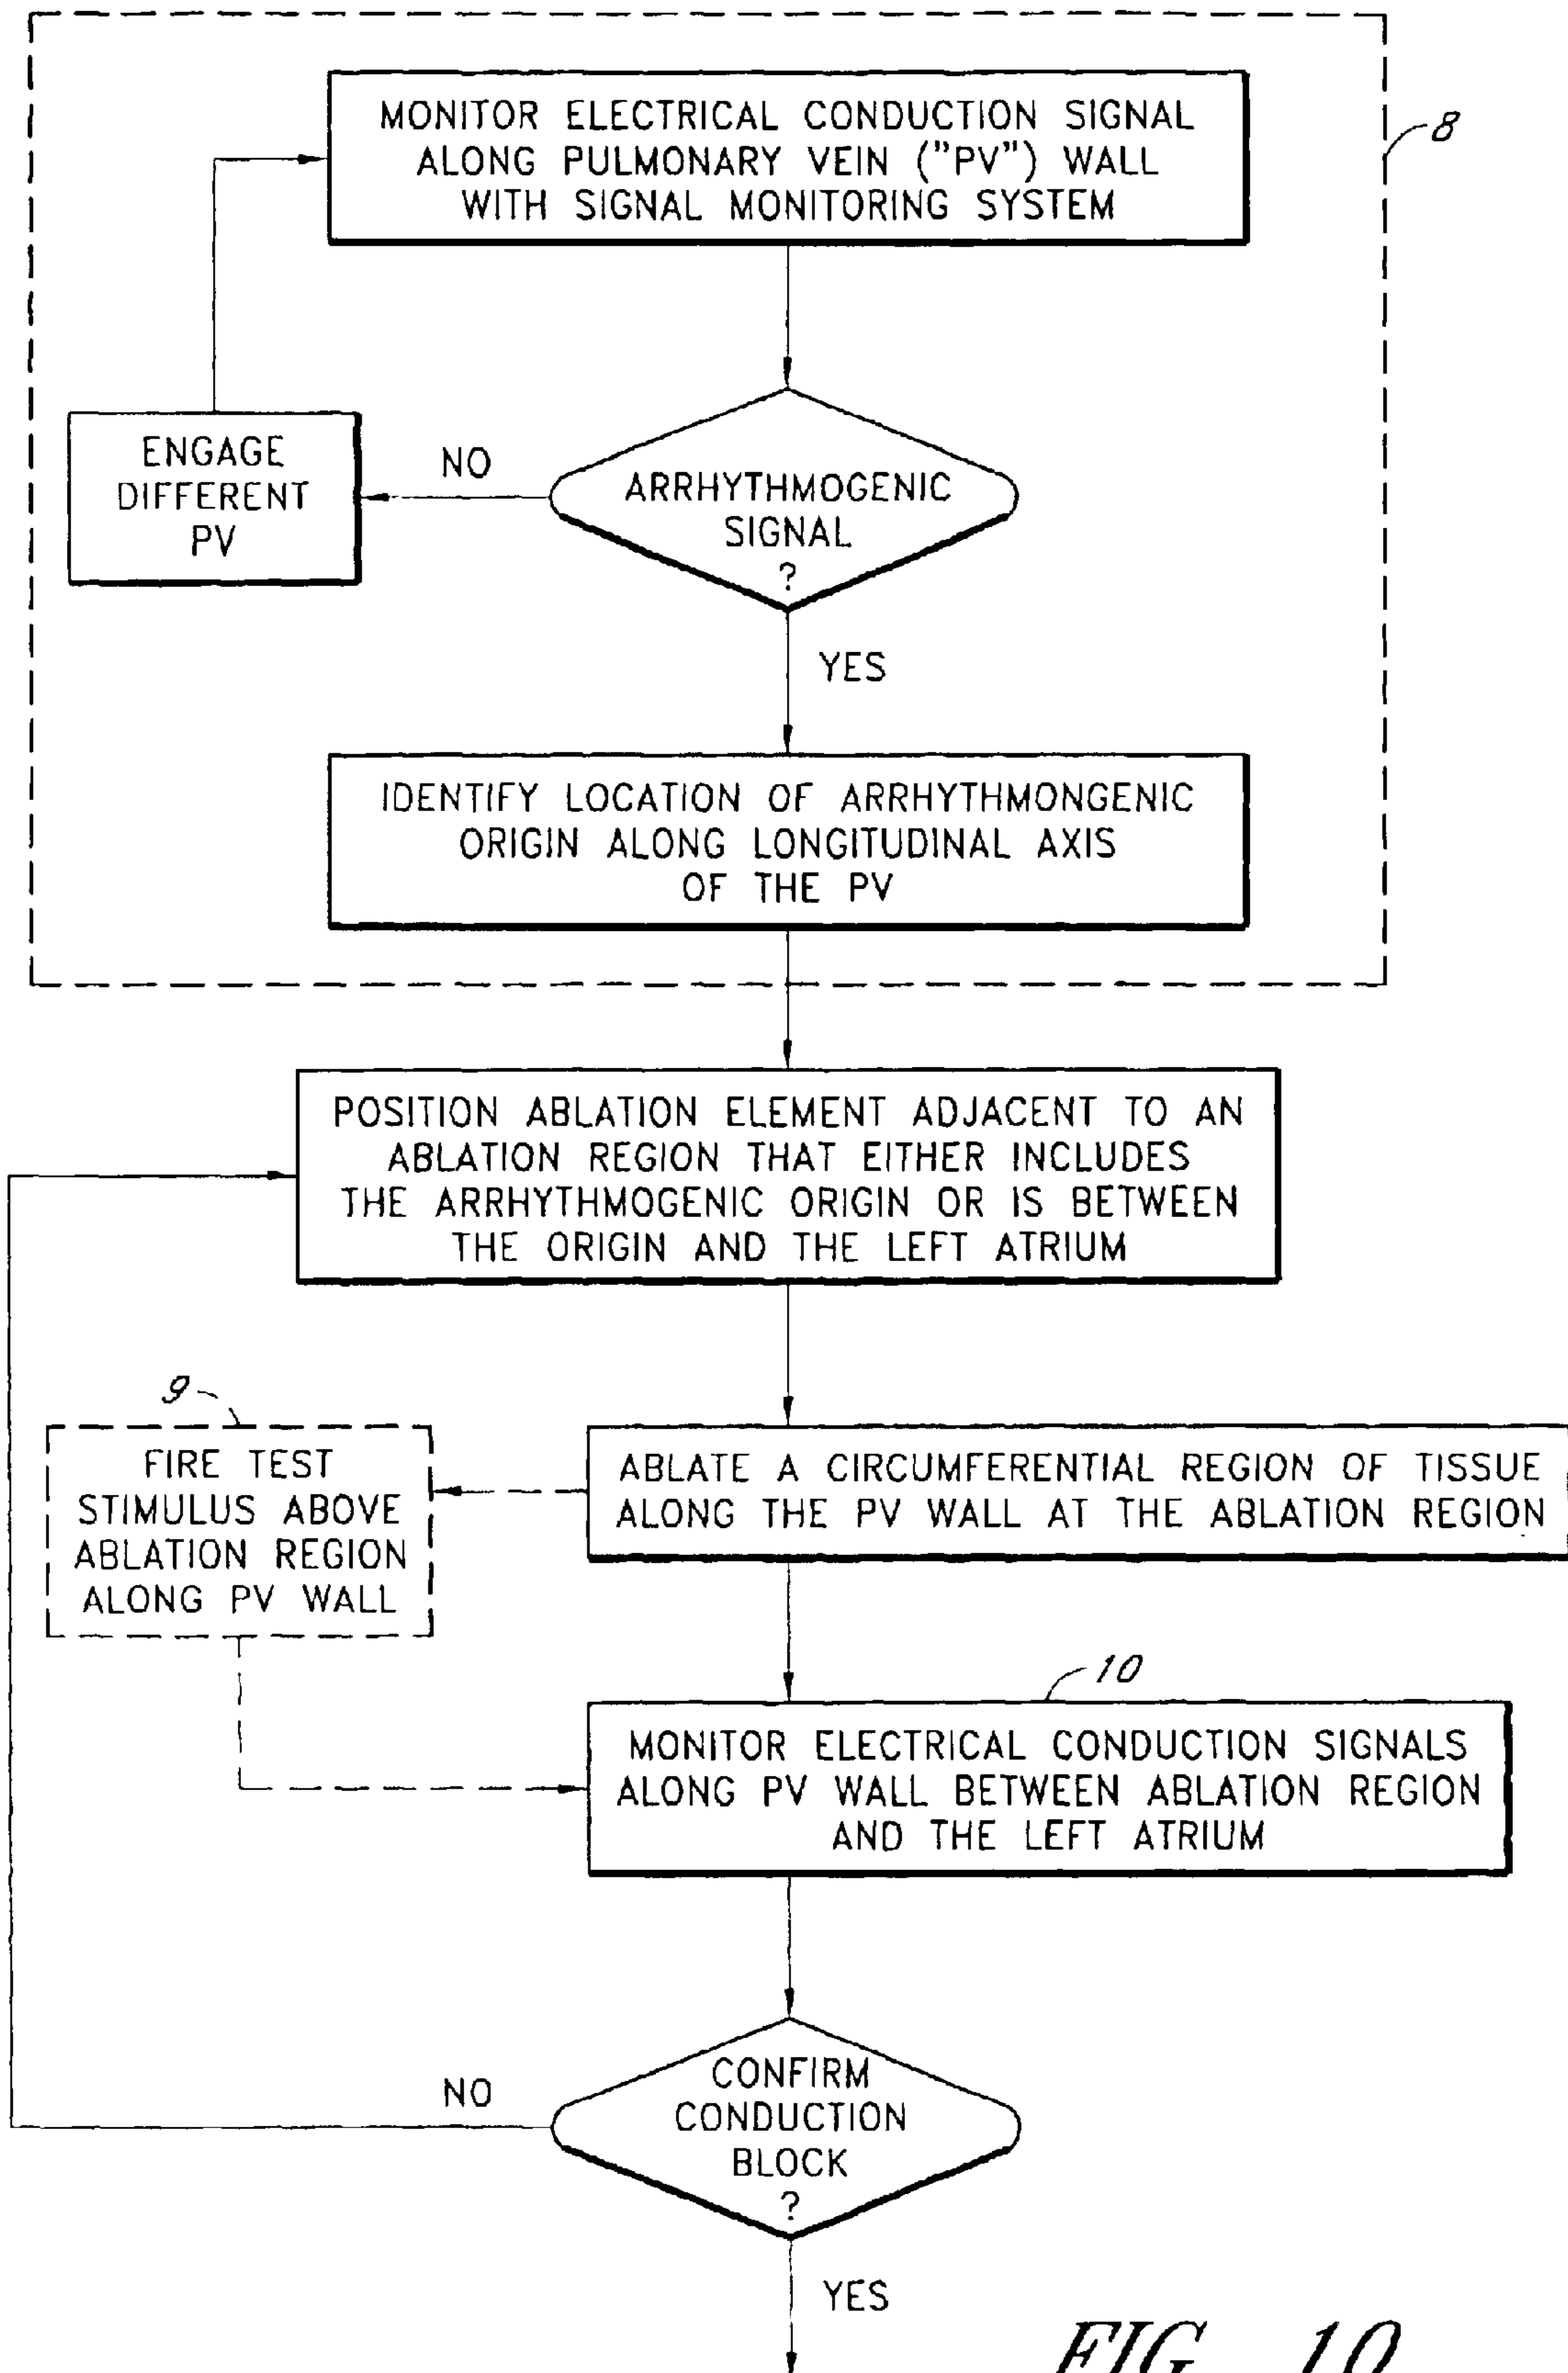 MONITOR ELECTRICAL CONDUCTION SIGNAL
ALONG PULMONARY VEIN ("PV") WALL
WITH SIGNAL MONITORING SYSTEM
8
ENGAGE
DIFFERENT
PV
NO
ARRHYTHMOGENIC
SIGNAL
?
YES
IDENTIFY LOCATION OF ARRHYTHMONGENIC
ORIGIN ALONG LONGITUDINAL AXIS
OF THE PV
POSITION ABLATION ELEMENT ADJACENT TO AN
ABLATION REGION THAT EITHER INCLUDES
THE ARRHYTHMOGENIC ORIGIN OR IS BETWEEN
THE ORIGIN AND THE LEFT ATRIUM
9
FIRE TEST
STIMULUS ABOVE
ABLATION REGION
ALONG PV WALL
ABLATE A CIRCUMFERENTIAL REGION OF TISSUE
ALONG THE PV WALL AT THE ABLATION REGION
10
MONITOR ELECTRICAL CONDUCTION SIGNALS
ALONG PV WALL BETWEEN ABLATION REGION
AND THE LEFT ATRIUM
NO
CONFIRM
CONDUCTION
BLOCK
?
YES
FIG. 10